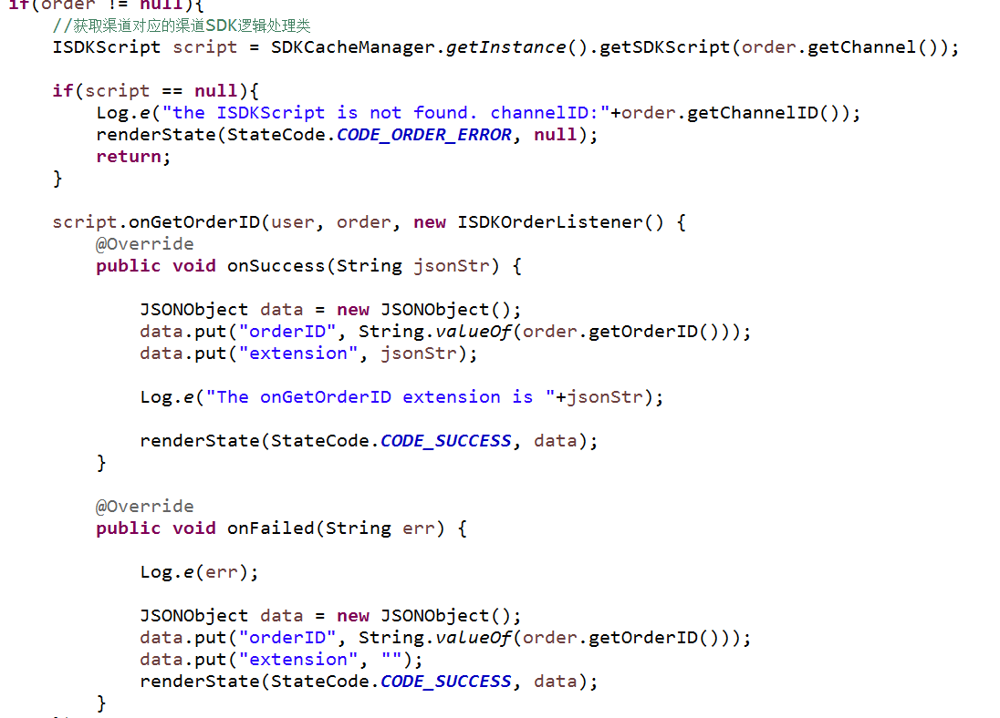 if(order != null){
//获取渠道对应的渠道SDK逻辑处理类
ISDKScript script = SDKCacheManager.getInstance().getSDKScript(order.getChannel());
if(script == null){
Log.e("the ISDKScript is not found. channelID:"+order.getChannelID());
renderState(StateCode.CODE_ORDER_ERROR, null);
return;
}
script.onGetOrderID(user, order, new ISDKOrderListener() {
@Override
public void onSuccess(String jsonStr) {
JSONObject data = new JSONObject();
data.put("orderID", String.valueOf(order.getOrderID()));
data.put("extension", jsonStr);
Log.e("The onGetOrderID extension is "+jsonStr);
renderState(StateCode.CODE_SUCCESS, data);
}
@Override
public void onFailed(String err) {
Log.e(err);
JSONObject data = new JSONObject();
data.put("orderID", String.valueOf(order.getOrderID()));
data.put("extension", "");
renderState(StateCode.CODE_SUCCESS, data);
}